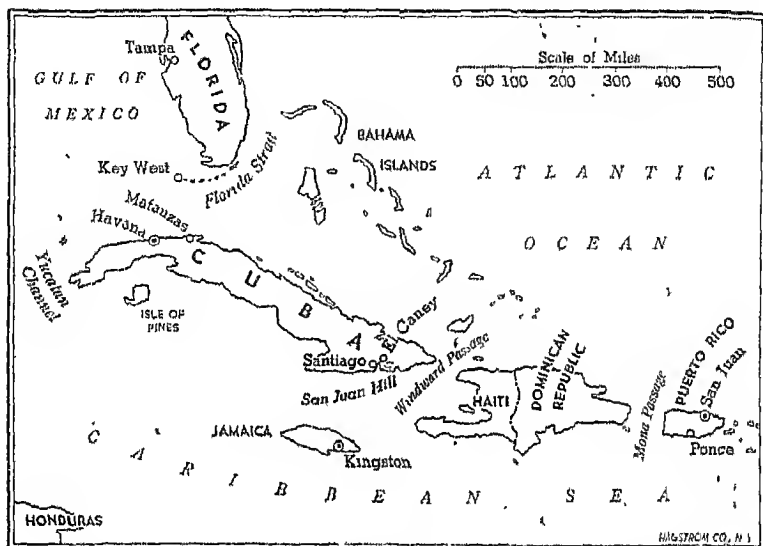 Tampa
FLORIDA
Scale of Miles
0 50 100 200 300 400 500
GULF OF
MEXICO
BAHAMA
ISLANDS
ATLANTIC
OCEAN
Key West
Florida Strait
Matanzas
Havana
Yucatan
Channel
CUBA
ISLE OF
PINES
El Caney
Santiago
San Juan Hill
Windward Passage
HAITI
DOMINICAN
REPUBLIC
Mona Passage
PUERTO RICO
San Juan
Ponce
JAMAICA
Kingston
CARIBBEAN SEA
HONDURAS
HAGSTROM CO., N.Y.